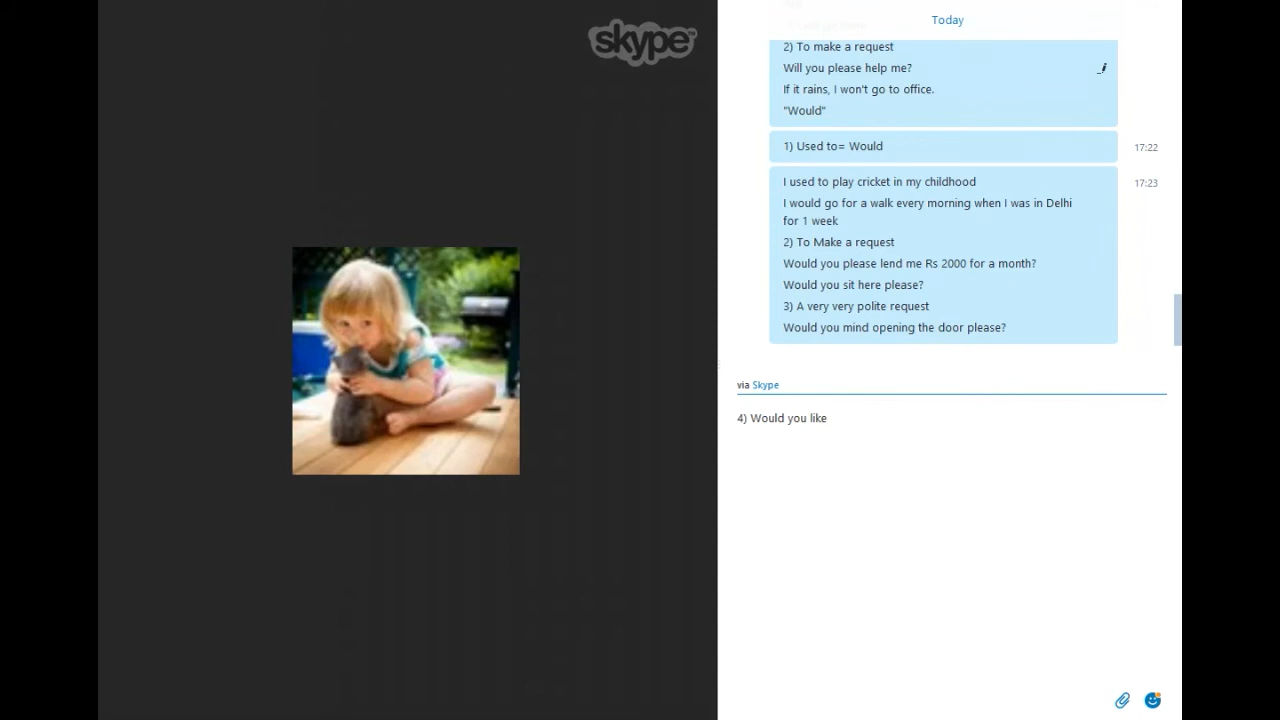 skype™
Today
2) To make a request
Will you please help me?
If it rains, I won't go to office.
"Would"
1) Used to= Would
17:22
I used to play cricket in my childhood
17:23
I would go for a walk every morning when I was in Delhi
for 1 week
2) To Make a request
Would you please lend me Rs 2000 for a month?
Would you sit here please?
3) A very very polite request
Would you mind opening the door please?
via Skype
4) Would you like